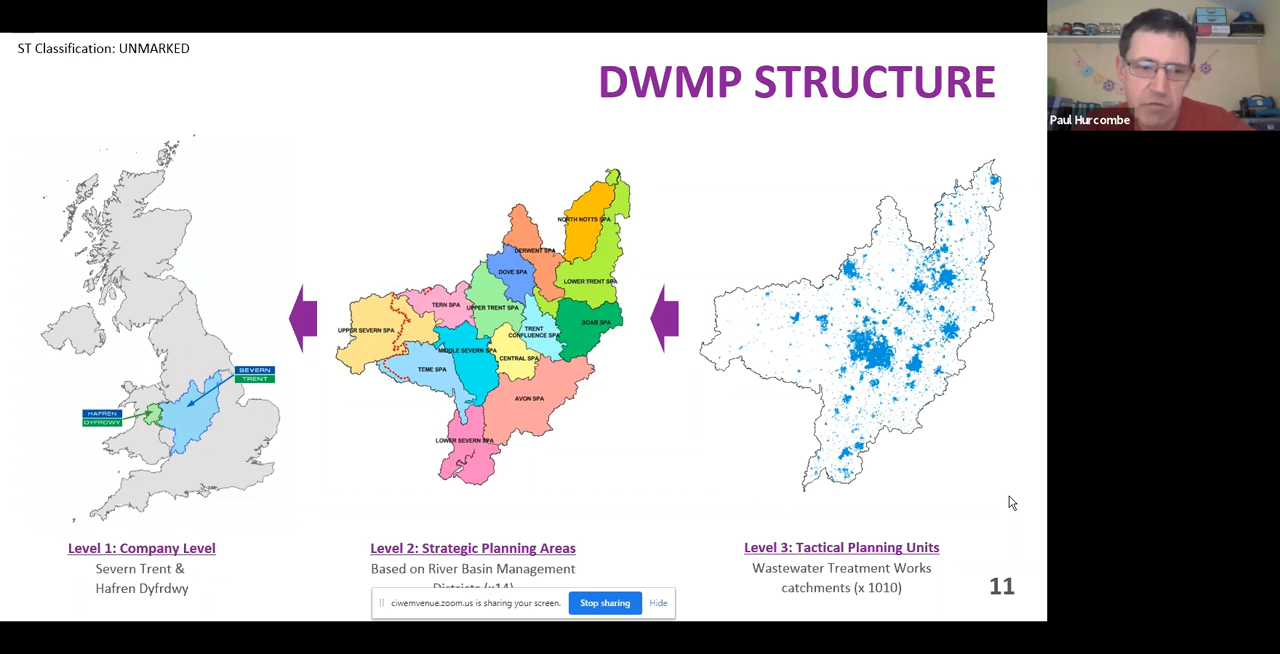 ST Classification: UNMARKED
DWMP STRUCTURE
Paul Hurcombe
NORTH NOTTS SPA
DERWENT SPA
DOVE SPA
LOWER TRENT SPA
TERN SPA
UPPER TRENT SPA
SOAR SPA
UPPER SEVERN SPA
TRENT
CONFLUENCE SPA
MIDDLE SEVERN SPA
CENTRAL SPA
TEME SPA
AVON SPA
LOWER SEVERN SPA
SEVERN
TRENT
HAFREN
DYFRDWY
Level 1: Company Level
Severn Trent &
Hafren Dyfrdwy
Level 2: Strategic Planning Areas
Based on River Basin Management
Districts (x14)
Level 3: Tactical Planning Units
Wastewater Treatment Works
catchments (x 1010)
11
ciwemvenue.zoom.us is sharing your screen.
Stop sharing
Hide